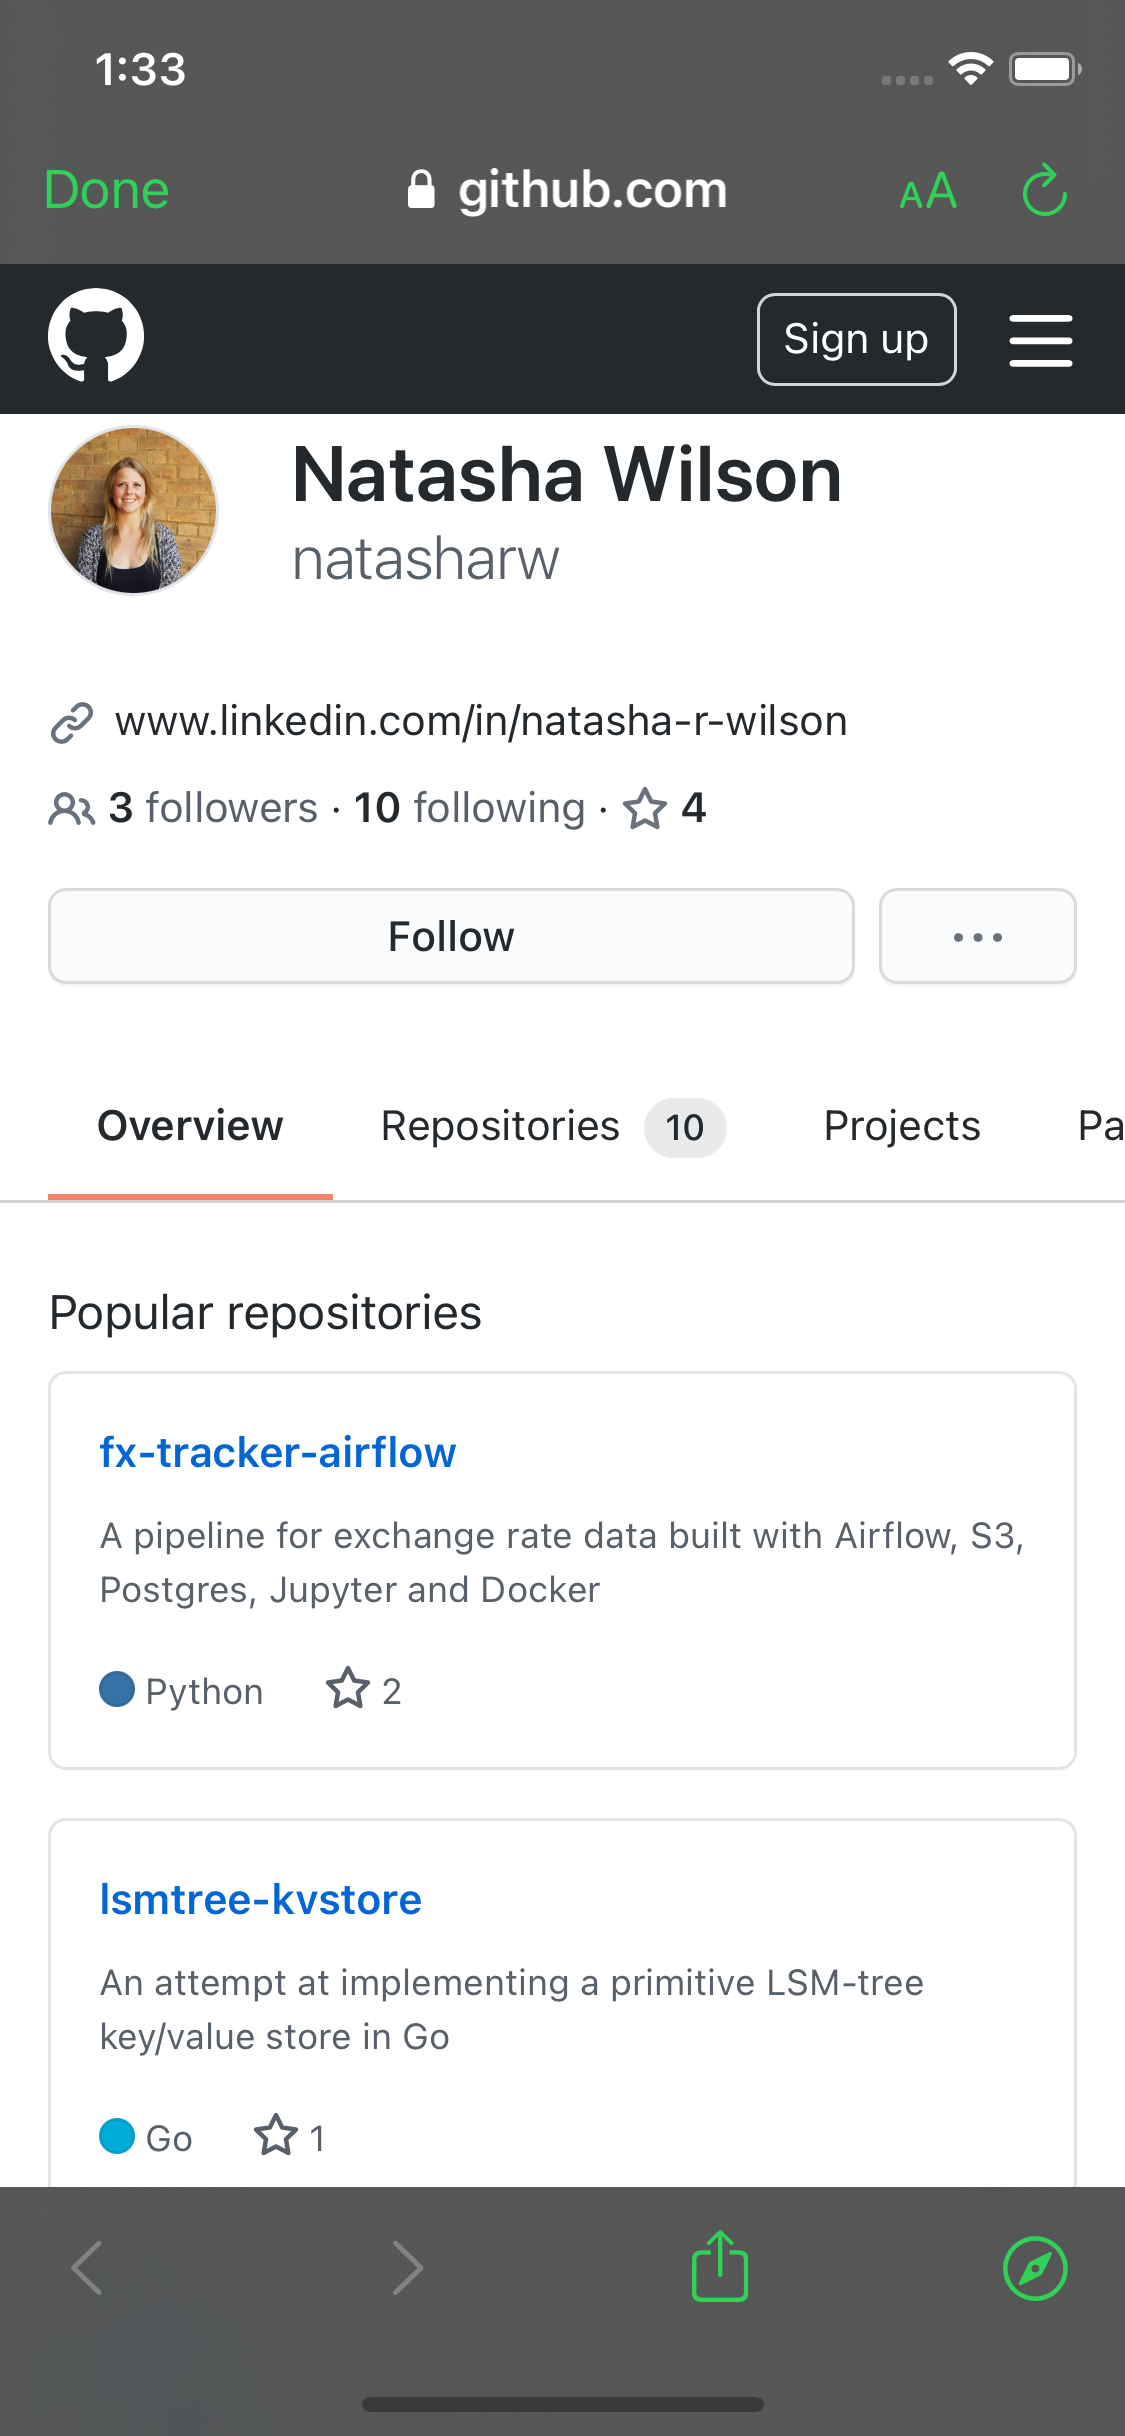 1:33
Done
github.com
AA
Sign up
Natasha Wilson
natasharw
www.linkedin.com/in/natasha-r-wilson
3 followers · 10 following · 4
Follow
Overview Repositories 10 Projects Pa
Popular repositories
fx-tracker-airflow
A pipeline for exchange rate data built with Airflow, S3,
Postgres, Jupyter and Docker
Python 2
lsmtree-kvstore
An attempt at implementing a primitive LSM-tree
key/value store in Go
Go 1